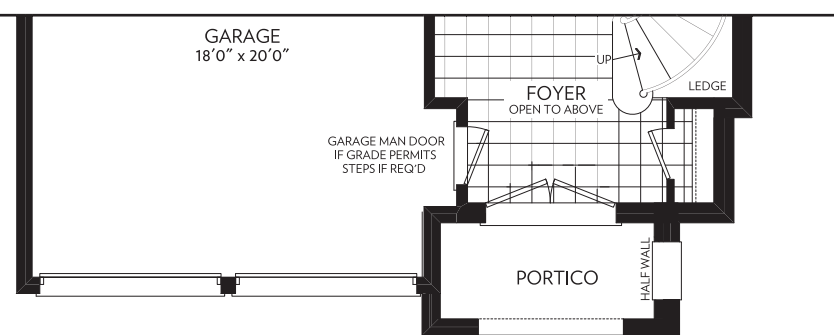 GARAGE
18'0" x 20'0"
UP
LEDGE
FOYER
OPEN TO ABOVE
GARAGE MAN DOOR
IF GRADE PERMITS
STEPS IF REQ'D
PORTICO
HALF WALL